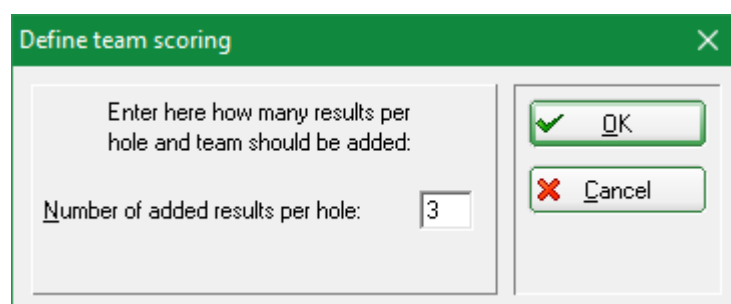 Define team scoring
Enter here how many results per
hole and team should be added:
Number of added results per hole: 3
OK
Cancel